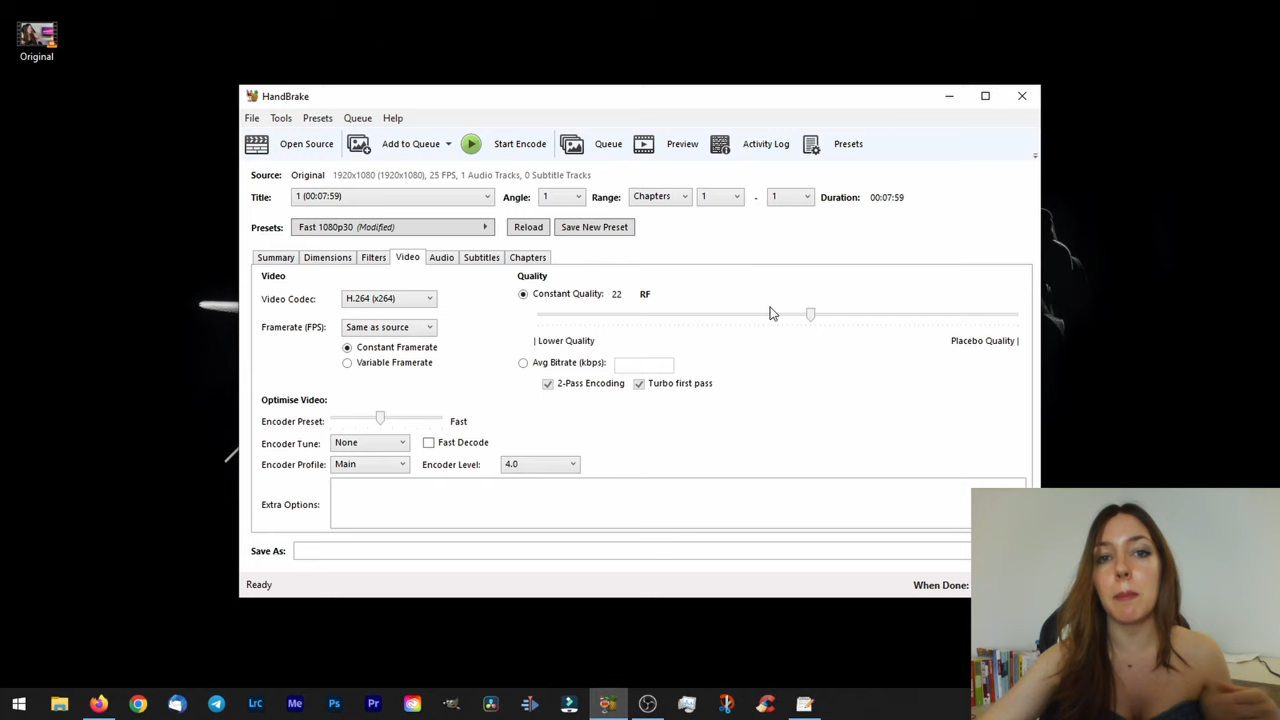 Original
HandBrake
File Tools Presets Queue Help
Open Source Add to Queue Start Encode Queue Preview Activity Log Presets
Source: Original 1920x1080 (1920x1080), 25 FPS, 1 Audio Tracks, 0 Subtitle Tracks
Title: 1 (00:07:59) Angle: 1 Range: Chapters 1 - 1 Duration: 00:07:59
Presets: Fast 1080p30 (Modified) Reload Save New Preset
Summary Dimensions Filters Video Audio Subtitles Chapters
Video Quality
Video Codec: H.264 (x264) Constant Quality: 22 RF
Framerate (FPS): Same as source
Constant Framerate | Lower Quality Placebo Quality |
Variable Framerate Avg Bitrate (kbps):
2-Pass Encoding Turbo first pass
Optimise Video:
Encoder Preset: Fast
Encoder Tune: None Fast Decode
Encoder Profile: Main Encoder Level: 4.0
Extra Options:
Save As:
Ready When Done:
Lrc Me Ps Pr